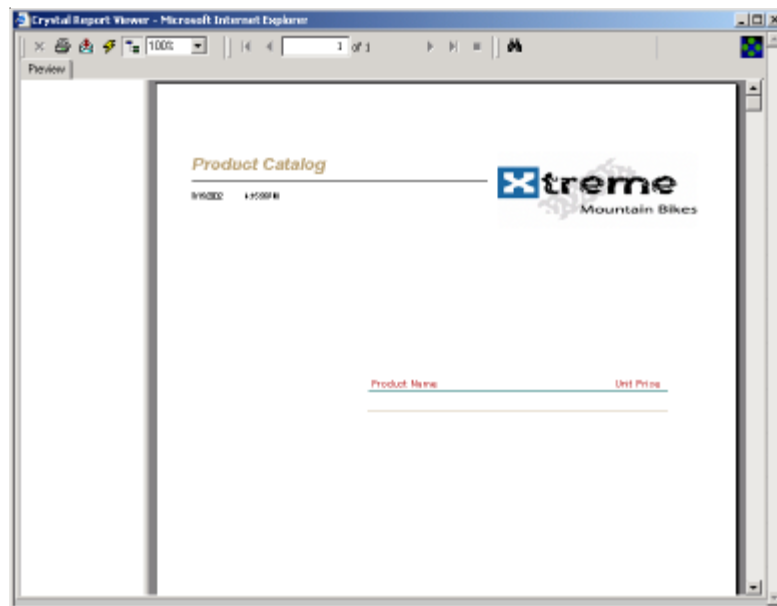 Crystal Report Viewer - Microsoft Internet Explorer
100% 1 of 1
Preview
Product Catalog
Xtreme
Mountain Bikes
Product Name Unit Price